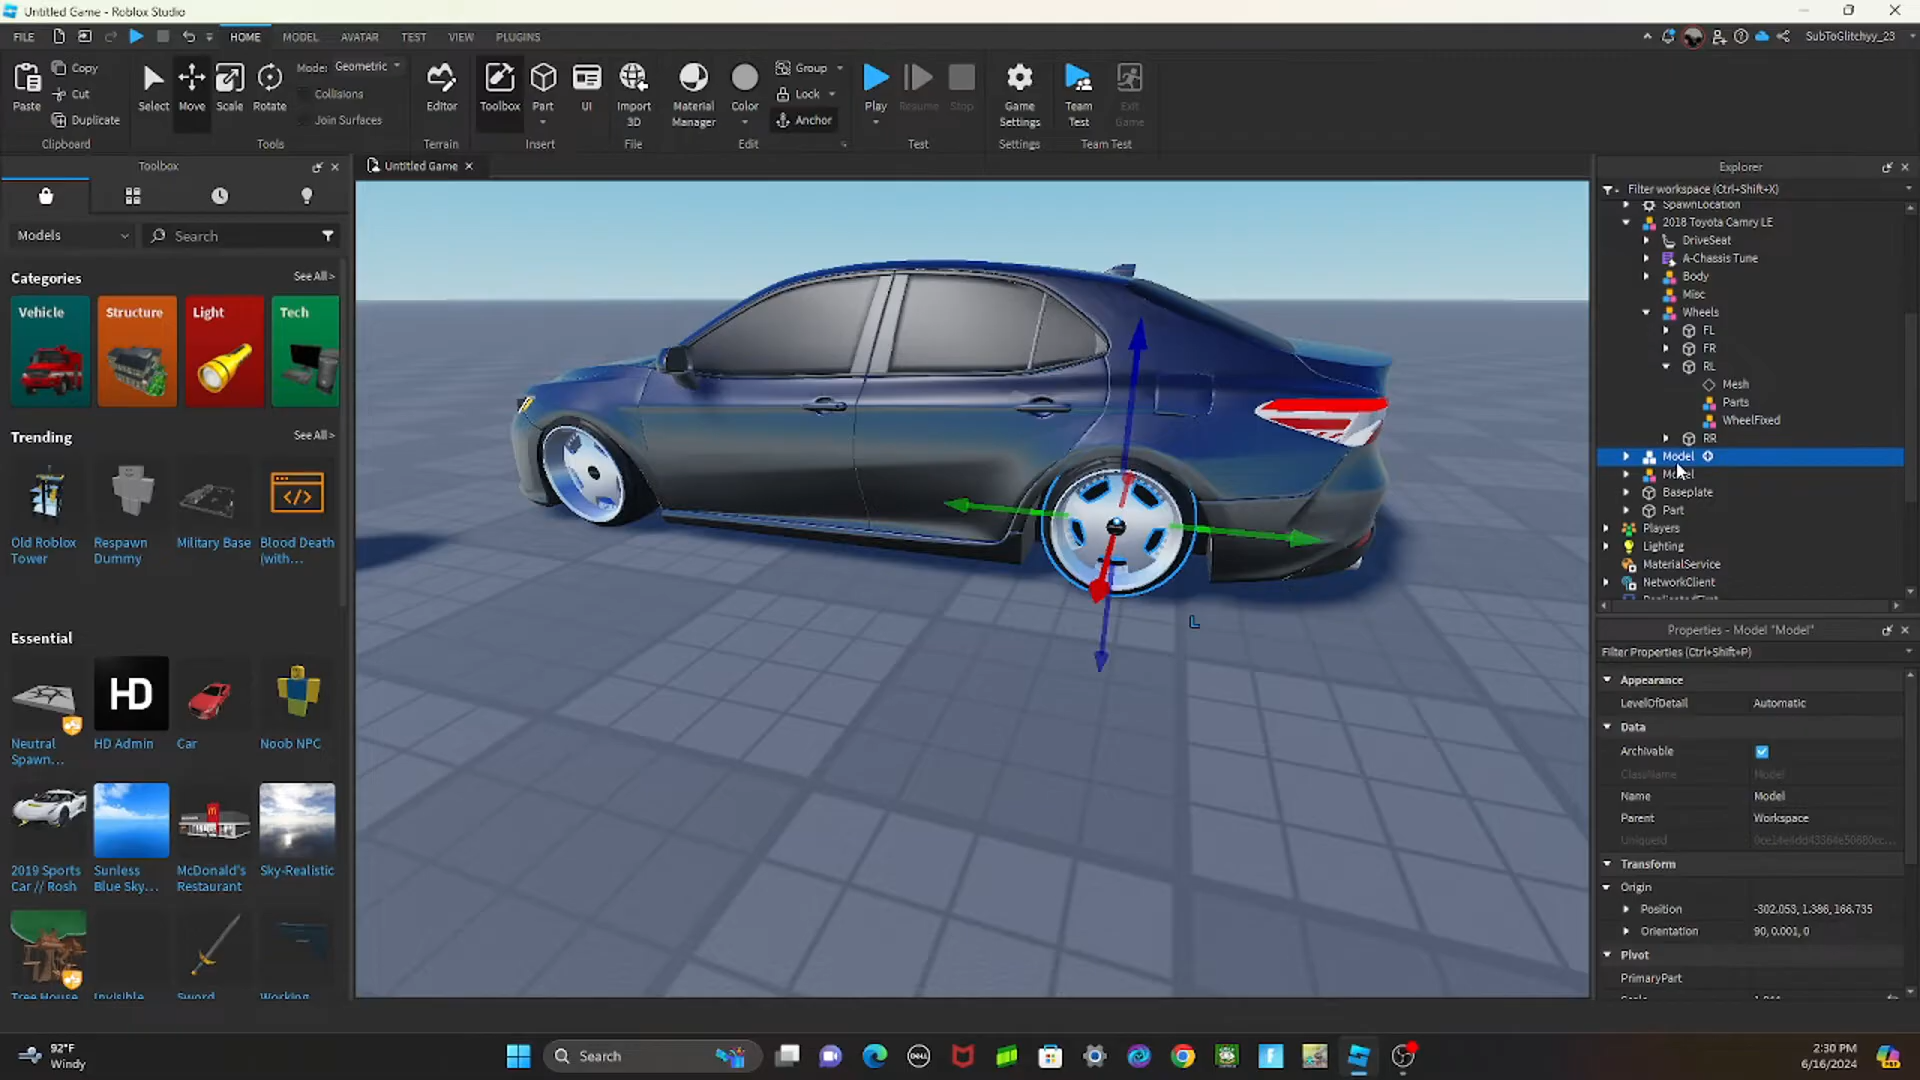 Untitled Game - Roblox Studio
FILE HOME MODEL AVATAR TEST VIEW PLUGINS SubToGlitchyy_23
Paste Copy Cut Duplicate
Clipboard
Select Move Scale Rotate
Mode: Geometric
Collisions
Join Surfaces
Tools
Editor
Terrain
Toolbox Part UI
Insert
Import 3D
File
Material Manager Color Group Lock Anchor
Edit
Play Resume Stop
Test
Game Settings
Settings
Team Test Exit Game
Team Test
Toolbox
Models Search
Categories See All >
Vehicle Structure Light Tech
Trending See All >
Old Roblox Tower
Respawn Dummy
Military Base
Blood Death (with...
Essential
HD
Neutral Spawn...
HD Admin
Car
Noob NPC
2019 Sports Car // Rosh
Sunless Blue Sky...
McDonald's Restaurant
Sky-Realistic
Tree House
Invisible
Sword
Working
Untitled Game
L
Explorer
Filter workspace (Ctrl+Shift+X)
SpawnLocation
2018 Toyota Camry LE
DriveSeat
A-Chassis Tune
Body
Misc
Wheels
FL
FR
RL
Mesh
Parts
WheelFixed
RR
Model
Baseplate
Part
Players
Lighting
MaterialService
NetworkClient
Properties - Model "Model"
Filter Properties (Ctrl+Shift+P)
Appearance
LevelOfDetail Automatic
Data
Archivable
ClassName Model
Name Model
Parent Workspace
UniqueId
Transform
Origin
Position -302.053, 1.386, 166.735
Orientation 90, 0.001, 0
Pivot
PrimaryPart
92°F
Windy
Search
DELL
2:30 PM
6/16/2024